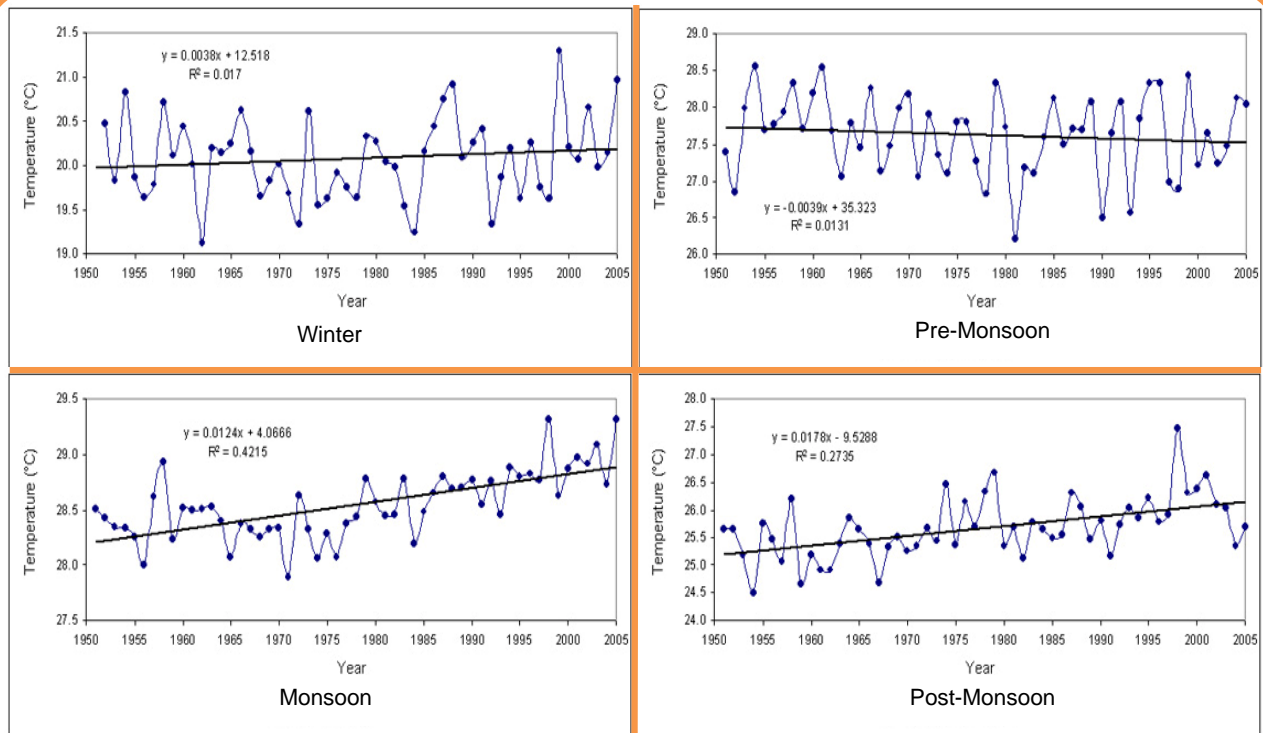 21.5
21.0
20.5
20.0
19.5
19.0
Temperature (°C)
y = 0.0038x + 12.518
R² = 0.017
1950 1955 1960 1965 1970 1975 1980 1985 1990 1995 2000 2005
Year
Winter
29.0
28.5
28.0
27.5
27.0
26.5
26.0
Temperature (°C)
y = -0.0039x + 35.323
R² = 0.0131
1950 1955 1960 1965 1970 1975 1980 1985 1990 1995 2000 2005
Year
Pre-Monsoon
29.5
29.0
28.5
28.0
27.5
Temperature (°C)
y = 0.0124x + 4.0666
R² = 0.4215
1950 1955 1960 1965 1970 1975 1980 1985 1990 1995 2000 2005
Year
Monsoon
28.0
27.5
27.0
26.5
26.0
25.5
25.0
24.5
24.0
Temperature (°C)
y = 0.0178x - 9.5288
R² = 0.2735
1950 1955 1960 1965 1970 1975 1980 1985 1990 1995 2000 2005
Year
Post-Monsoon